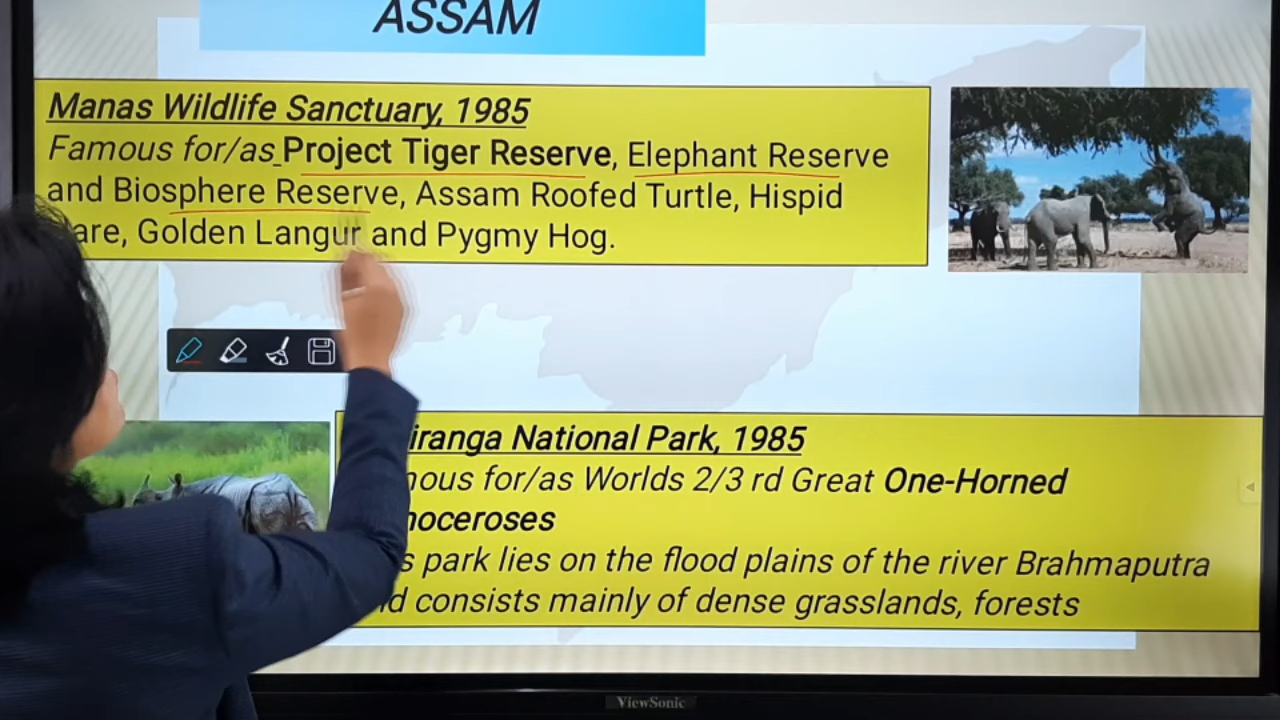 ASSAM
Manas Wildlife Sanctuary, 1985
Famous for/as Project Tiger Reserve, Elephant Reserve
and Biosphere Reserve, Assam Roofed Turtle, Hispid
are, Golden Langur and Pygmy Hog.
iranga National Park, 1985
ous for/as Worlds 2/3 rd Great One-Horned
noceroses
s park lies on the flood plains of the river Brahmaputra
d consists mainly of dense grasslands, forests
ViewSonic